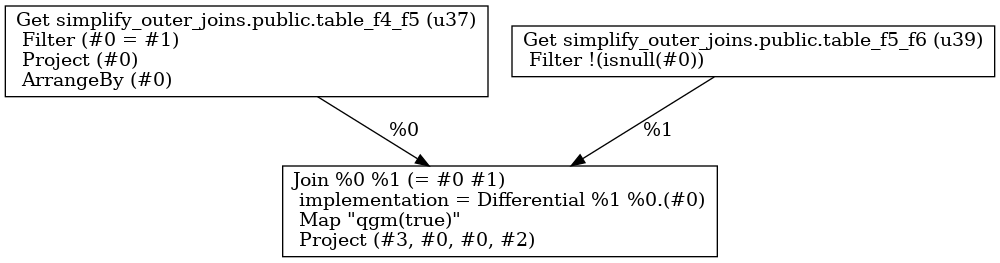 Get simplify_outer_joins.public.table_f4_f5 (u37)
Filter (#0 = #1)
Project (#0)
ArrangeBy (#0)
Get simplify_outer_joins.public.table_f5_f6 (u39)
Filter !(isnull(#0))
%0
%1
Join %0 %1 (= #0 #1)
implementation = Differential %1 %0.(#0)
Map "qgm(true)"
Project (#3, #0, #0, #2)